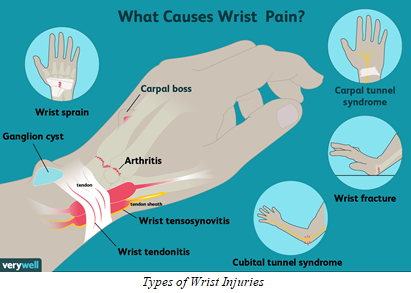 What Causes Wrist Pain?
Wrist sprain
Carpal boss
Carpal tunnel
syndrome
Ganglion cyst
Arthritis
tendon
tendon sheath
Wrist fracture
Wrist tensosynovitis
Wrist tendonitis
Cubital tunnel syndrome
verywell
Types of Wrist Injuries